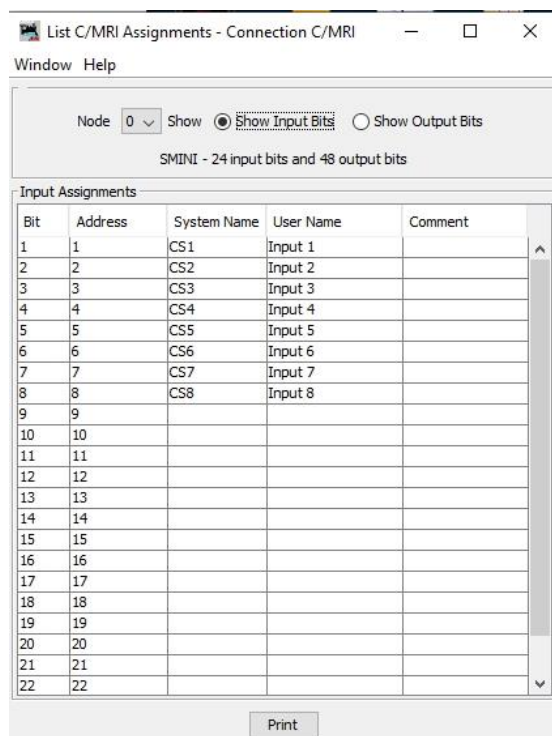 List C/MRI Assignments - Connection C/MRI
Window Help
Node 0 Show Show Input Bits Show Output Bits
SMINI - 24 input bits and 48 output bits
Input Assignments
Bit Address System Name User Name Comment
1 1 CS1 Input 1
2 2 CS2 Input 2
3 3 CS3 Input 3
4 4 CS4 Input 4
5 5 CS5 Input 5
6 6 CS6 Input 6
7 7 CS7 Input 7
8 8 CS8 Input 8
9 9
10 10
11 11
12 12
13 13
14 14
15 15
16 16
17 17
18 18
19 19
20 20
21 21
22 22
Print